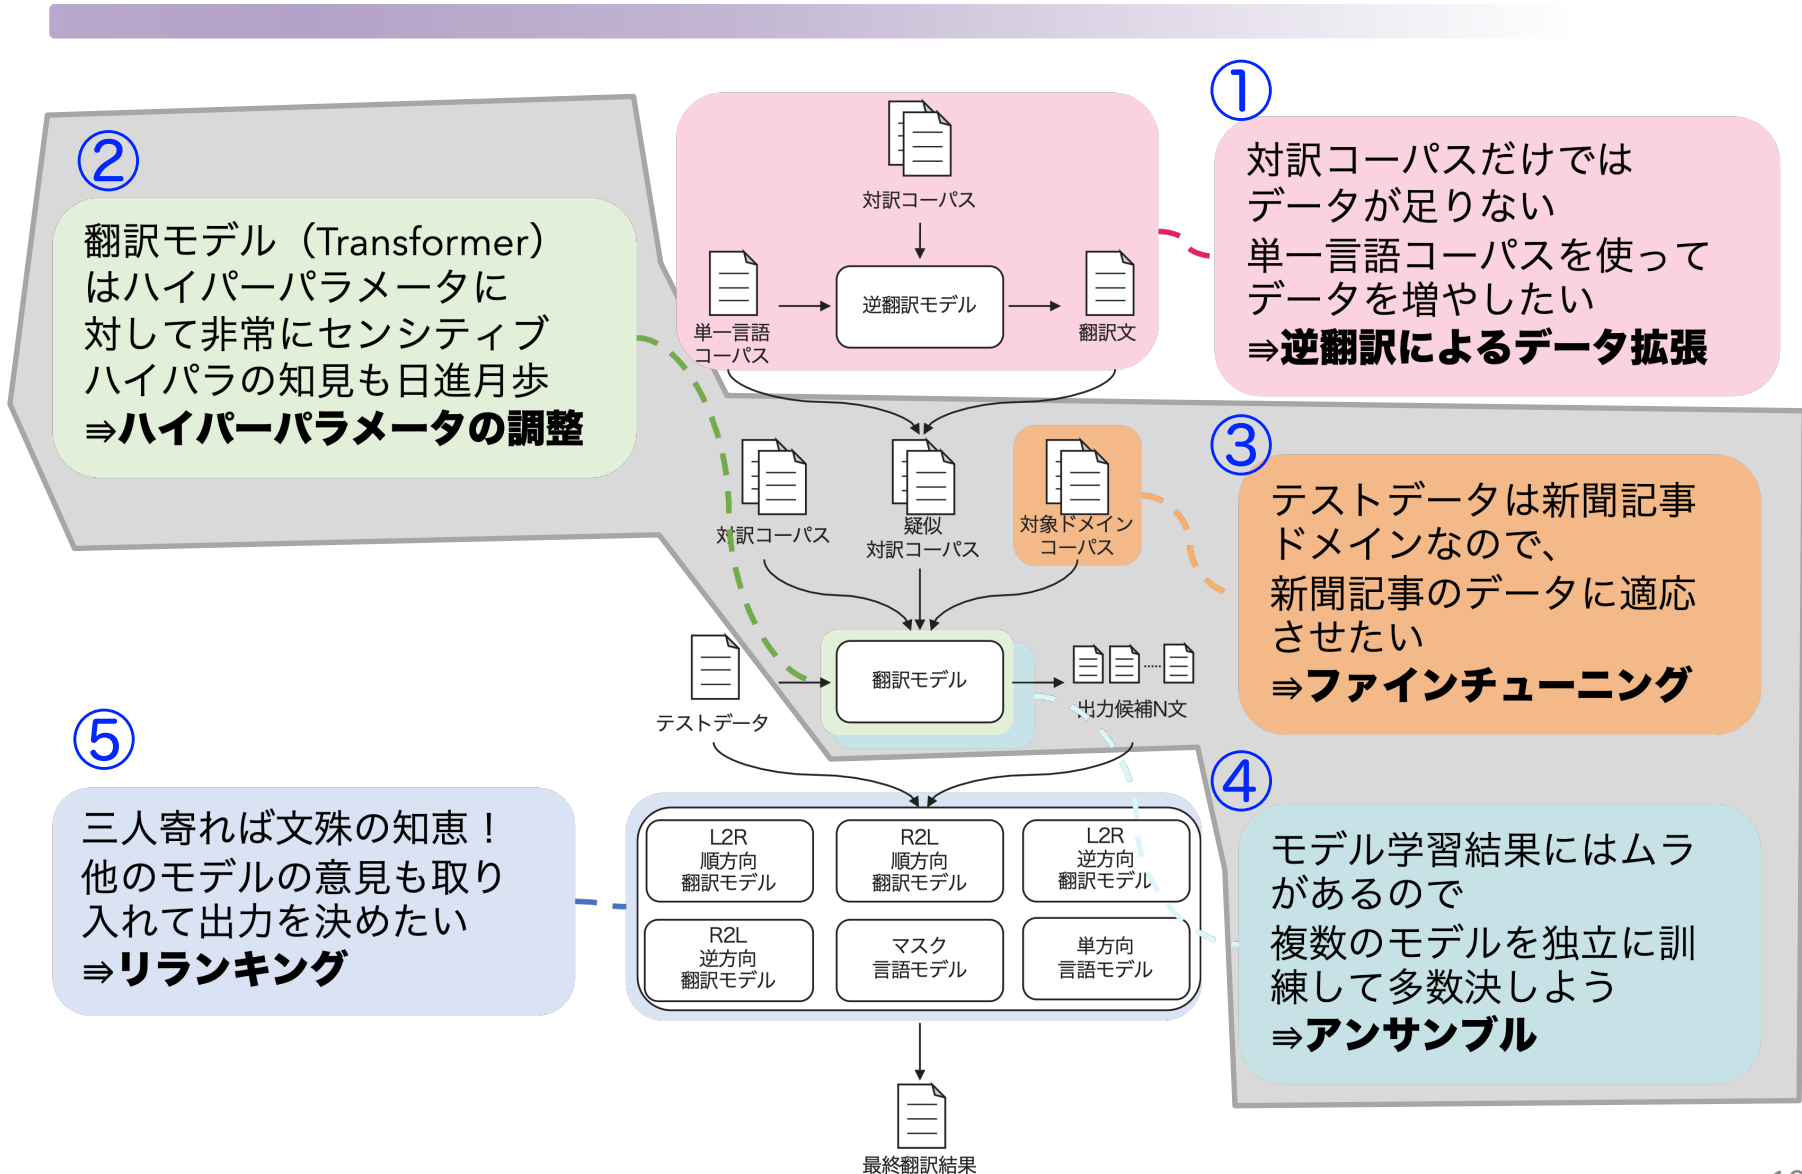 ①
対訳コーパスだけでは
データが足りない
単一言語コーパスを使って
データを増やしたい
⇛逆翻訳によるデータ拡張
②
翻訳モデル（Transformer）
はハイパーパラメータに
対して非常にセンシティブ
ハイパラの知見も日進月歩
⇛ハイパーパラメータの調整
対訳コーパス
単一言語
コーパス
逆翻訳モデル
翻訳文
対訳コーパス
疑似
対訳コーパス
対象ドメイン
コーパス
③
テストデータは新聞記事
ドメインなので、
新聞記事のデータに適応
させたい
⇛ファインチューニング
テストデータ
翻訳モデル
出力候補N文
④
モデル学習結果にはムラ
があるので
複数のモデルを独立に訓
練して多数決しよう
⇛アンサンブル
⑤
三人寄れば文殊の知恵！
他のモデルの意見も取り
入れて出力を決めたい
⇛リランキング
L2R
順方向
翻訳モデル
R2L
順方向
翻訳モデル
L2R
逆方向
翻訳モデル
R2L
逆方向
翻訳モデル
マスク
言語モデル
単方向
言語モデル
最終翻訳結果